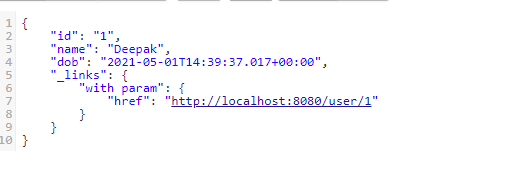 1 {
2     "id": "1",
3     "name": "Deepak",
4     "dob": "2021-05-01T14:39:37.017+00:00",
5     "_links": {
6         "with param": {
7             "href": "http://localhost:8080/user/1"
8         }
9     }
10 }